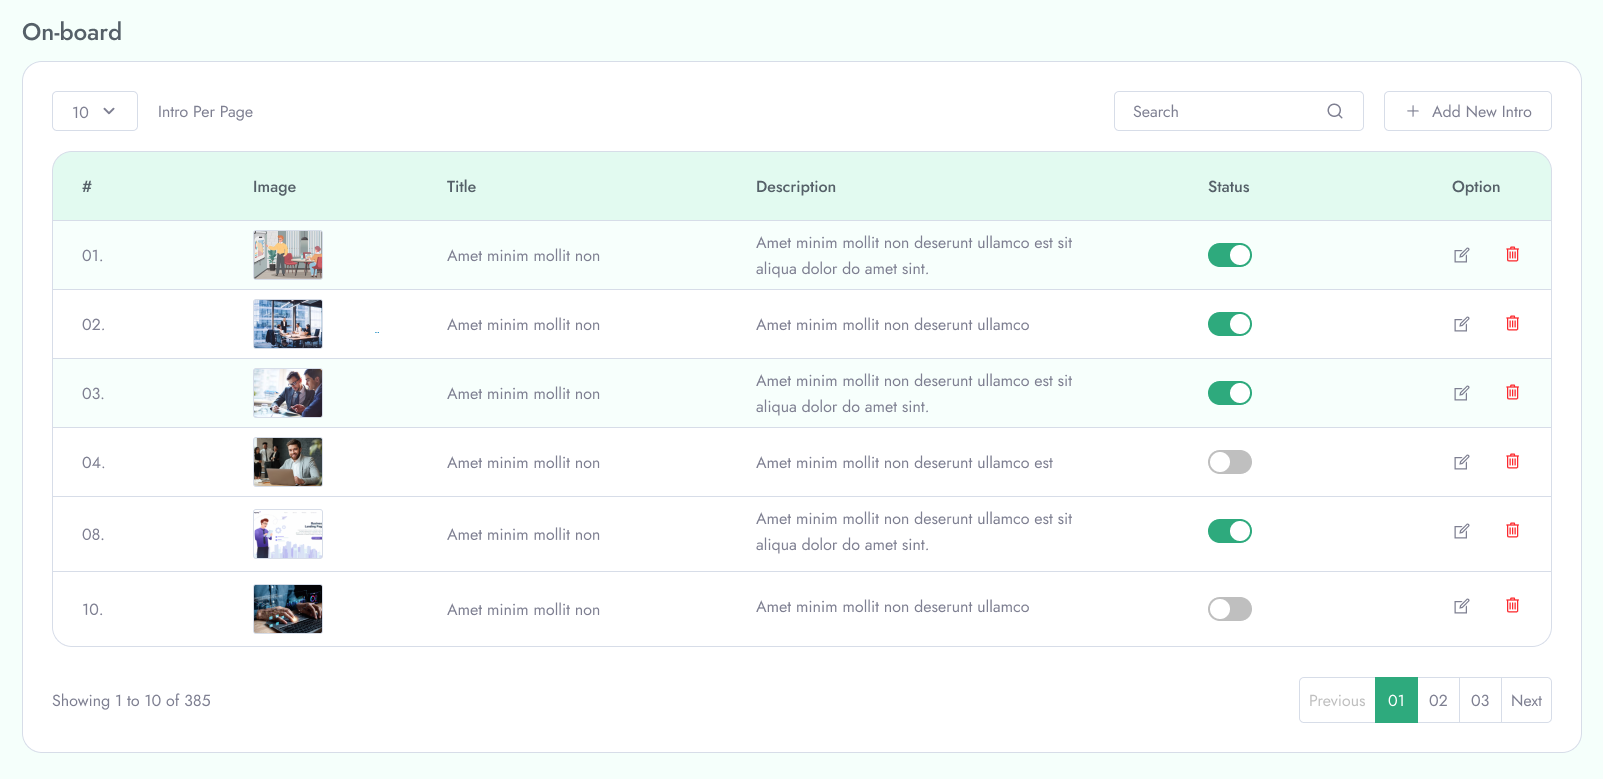 On-board
10 Intro Per Page Search Add New Intro
# Image Title Description Status Option
01. Amet minim mollit non Amet minim mollit non deserunt ullamco est sit
aliqua dolor do amet sint.
02. Amet minim mollit non Amet minim mollit non deserunt ullamco
03. Amet minim mollit non Amet minim mollit non deserunt ullamco est sit
aliqua dolor do amet sint.
04. Amet minim mollit non Amet minim mollit non deserunt ullamco est
08. Amet minim mollit non Amet minim mollit non deserunt ullamco est sit
aliqua dolor do amet sint.
10. Amet minim mollit non Amet minim mollit non deserunt ullamco
Showing 1 to 10 of 385 Previous 01 02 03 Next